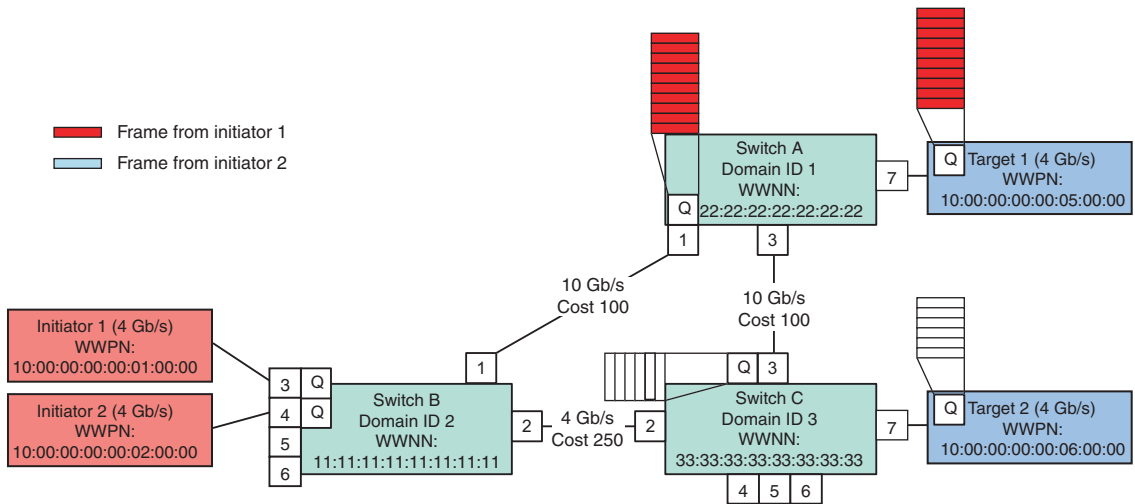 Frame from initiator 1
Frame from initiator 2
Switch A
Domain ID 1
WWNN:
22:22:22:22:22:22:22:22
Q
1
3
7
Q
Target 1 (4 Gb/s)
WWPN:
10:00:00:00:00:05:00:00
10 Gb/s
Cost 100
10 Gb/s
Cost 100
Initiator 1 (4 Gb/s)
WWPN:
10:00:00:00:00:01:00:00
Initiator 2 (4 Gb/s)
WWPN:
10:00:00:00:00:02:00:00
1
3
Q
4
Q
5
6
Switch B
Domain ID 2
WWNN:
11:11:11:11:11:11:11:11
2
4 Gb/s
Cost 250
2
Q
3
Switch C
Domain ID 3
WWNN:
33:33:33:33:33:33:33:33
4
5
6
7
Q
Target 2 (4 Gb/s)
WWPN:
10:00:00:00:00:06:00:00